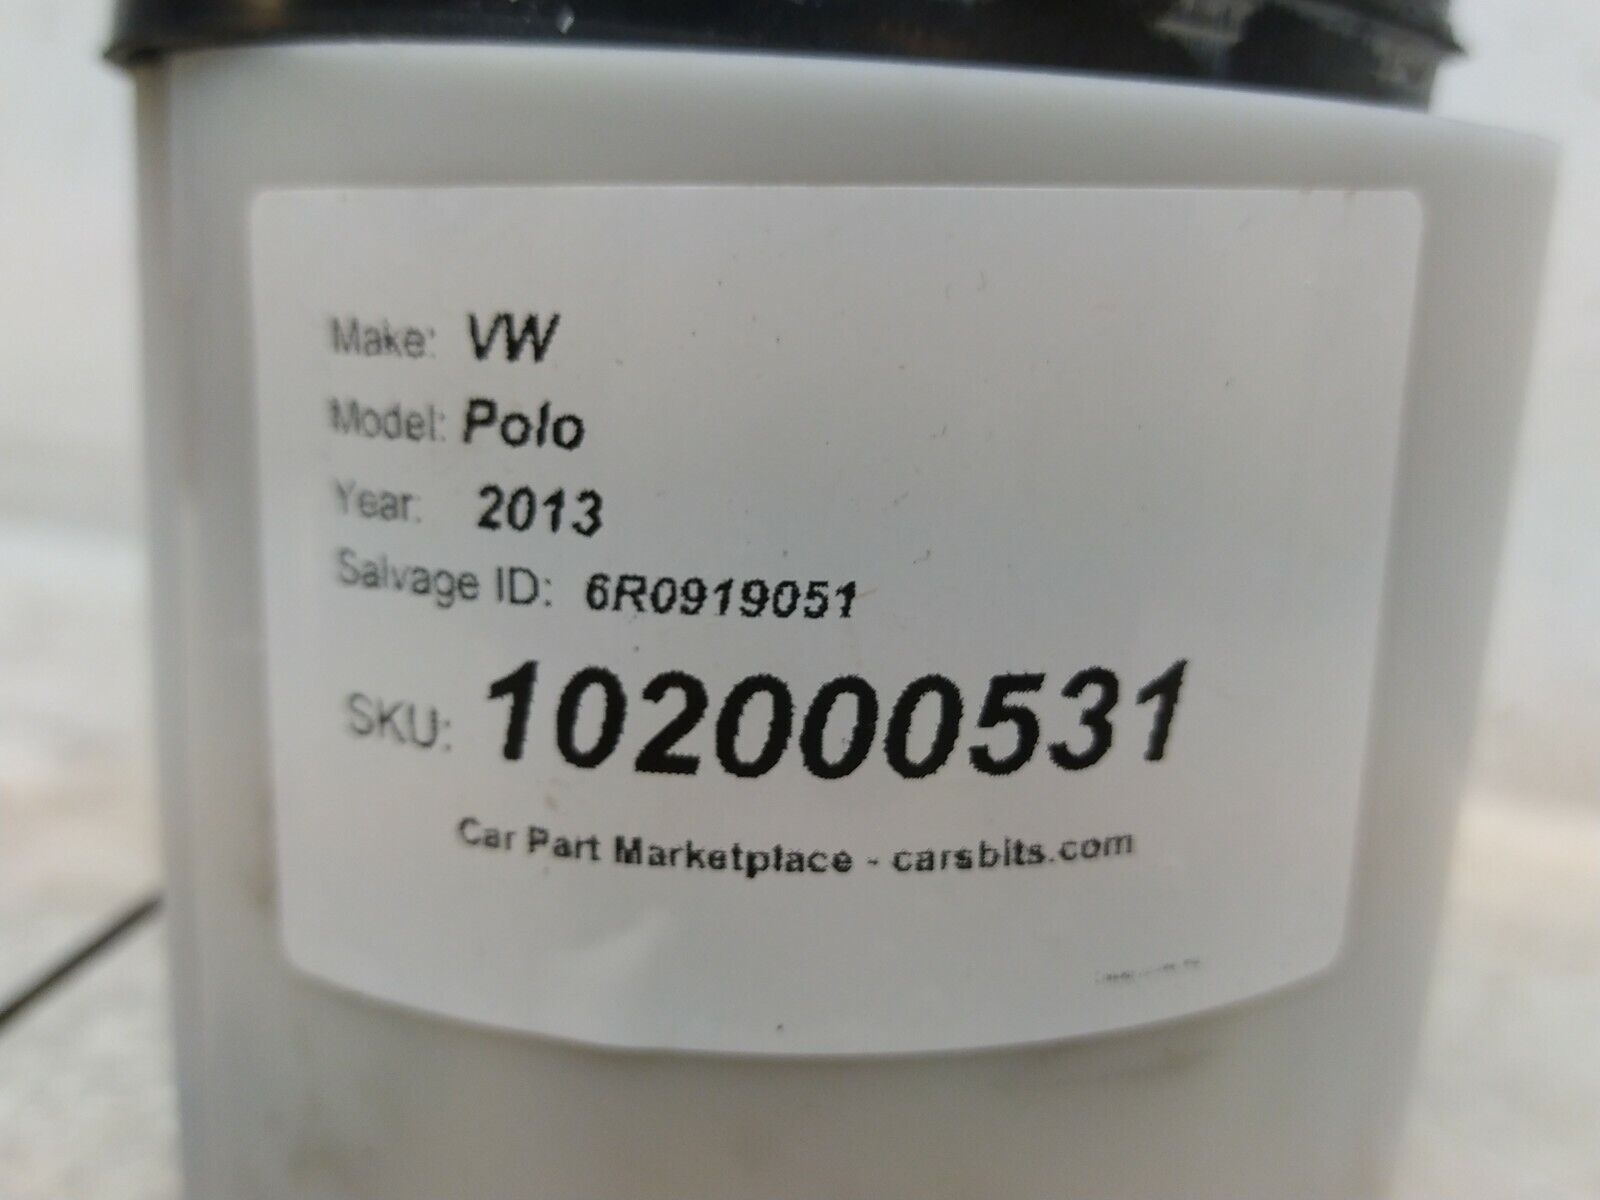 Make: VW
Model: Polo
Year: 2013
Salvage ID: 6R0919051
SKU: 102000531
Car Part Marketplace - carsbits.com